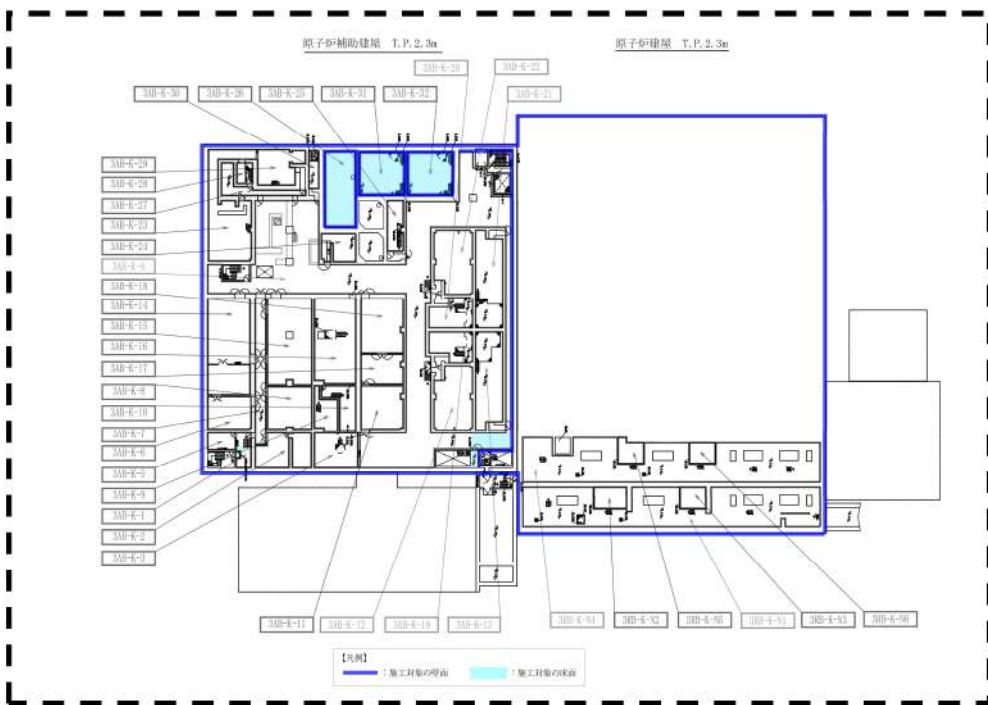 原子炉補助建屋 T.P.2.3m
原子炉建屋 T.P.2.3m
3AB-K-20
3AB-K-22
3AB-K-30
3AB-K-26
3AB-K-25
3AB-K-31
3AB-K-32
3AB-K-21
3AB-K-29
3AB-K-28
3AB-K-27
3AB-K-23
3AB-K-24
3AB-K-4
3AB-K-18
3AB-K-14
3AB-K-15
3AB-K-16
3AB-K-17
3AB-K-8
3AB-K-10
3AB-K-7
3AB-K-6
3AB-K-5
3AB-K-9
3AB-K-1
3AB-K-2
3AB-K-3
3AB-K-11
3AB-K-12
3AB-K-19
3AB-K-13
3RB-K-N4
3RB-K-N2
3RB-K-N5
3RB-K-N1
3RB-K-N3
3RB-K-N6
【凡例】
：施工対象の壁面
：施工対象の床面